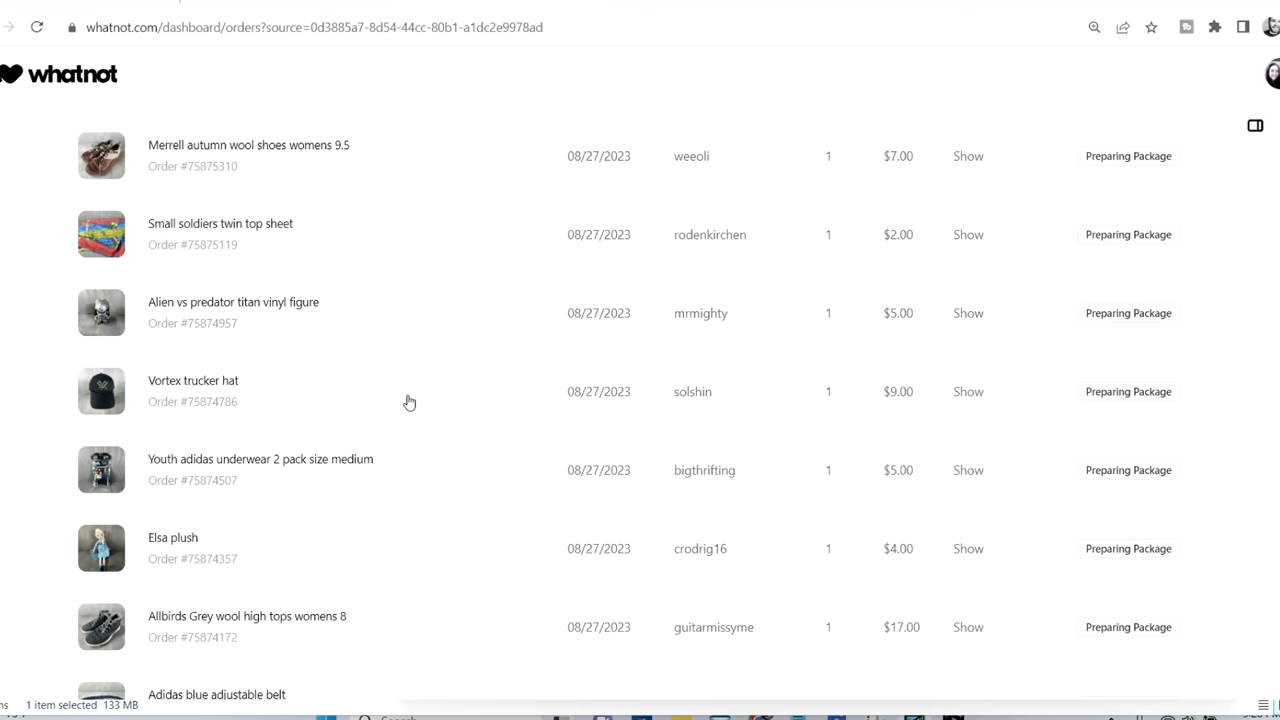 whatnot.com/dashboard/orders?source=0d3885a7-8d54-44cc-80b1-a1dc2e9978ad
whatnot
Merrell autumn wool shoes womens 9.5
Order #75875310
08/27/2023 weeoli 1 $7.00 Show Preparing Package
Small soldiers twin top sheet
Order #75875119
08/27/2023 rodenkirchen 1 $2.00 Show Preparing Package
Alien vs predator titan vinyl figure
Order #75874957
08/27/2023 mrmighty 1 $5.00 Show Preparing Package
Vortex trucker hat
Order #75874786
08/27/2023 solshin 1 $9.00 Show Preparing Package
Youth adidas underwear 2 pack size medium
Order #75874507
08/27/2023 bigthrifting 1 $5.00 Show Preparing Package
Elsa plush
Order #75874357
08/27/2023 crodrig16 1 $4.00 Show Preparing Package
Allbirds Grey wool high tops womens 8
Order #75874172
08/27/2023 guitarmissyme 1 $17.00 Show Preparing Package
Adidas blue adjustable belt
1 item selected 133 MB